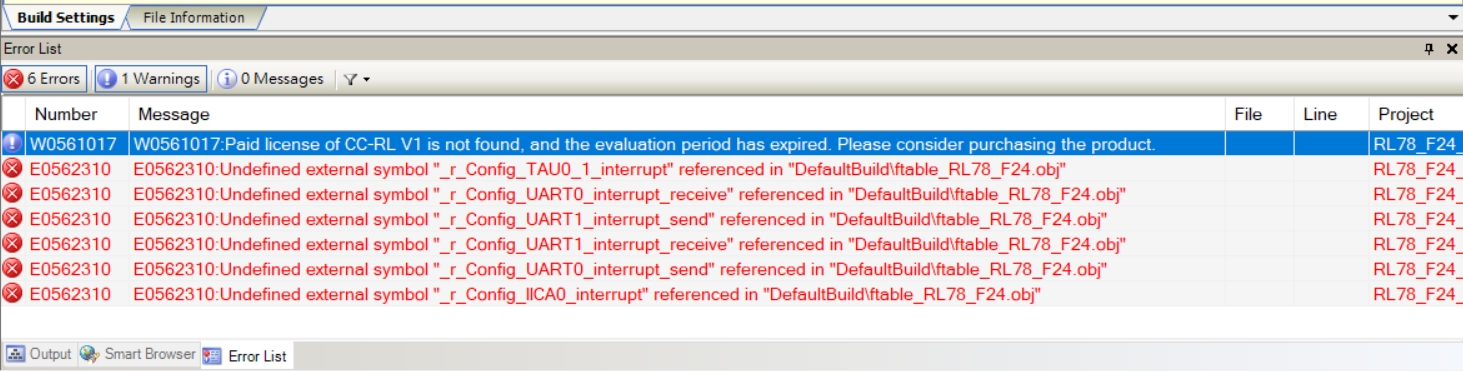 Build Settings File Information
Error List
6 Errors 1 Warnings 0 Messages
Number Message File Line Project
W0561017 W0561017:Paid license of CC-RL V1 is not found, and the evaluation period has expired. Please consider purchasing the product. RL78_F24_
E0562310 E0562310:Undefined external symbol "_r_Config_TAU0_1_interrupt" referenced in "DefaultBuild\ftable_RL78_F24.obj" RL78_F24_
E0562310 E0562310:Undefined external symbol "_r_Config_UART0_interrupt_receive" referenced in "DefaultBuild\ftable_RL78_F24.obj" RL78_F24_
E0562310 E0562310:Undefined external symbol "_r_Config_UART1_interrupt_send" referenced in "DefaultBuild\ftable_RL78_F24.obj" RL78_F24_
E0562310 E0562310:Undefined external symbol "_r_Config_UART1_interrupt_receive" referenced in "DefaultBuild\ftable_RL78_F24.obj" RL78_F24_
E0562310 E0562310:Undefined external symbol "_r_Config_UART0_interrupt_send" referenced in "DefaultBuild\ftable_RL78_F24.obj" RL78_F24_
E0562310 E0562310:Undefined external symbol "_r_Config_IICA0_interrupt" referenced in "DefaultBuild\ftable_RL78_F24.obj" RL78_F24_
Output Smart Browser Error List